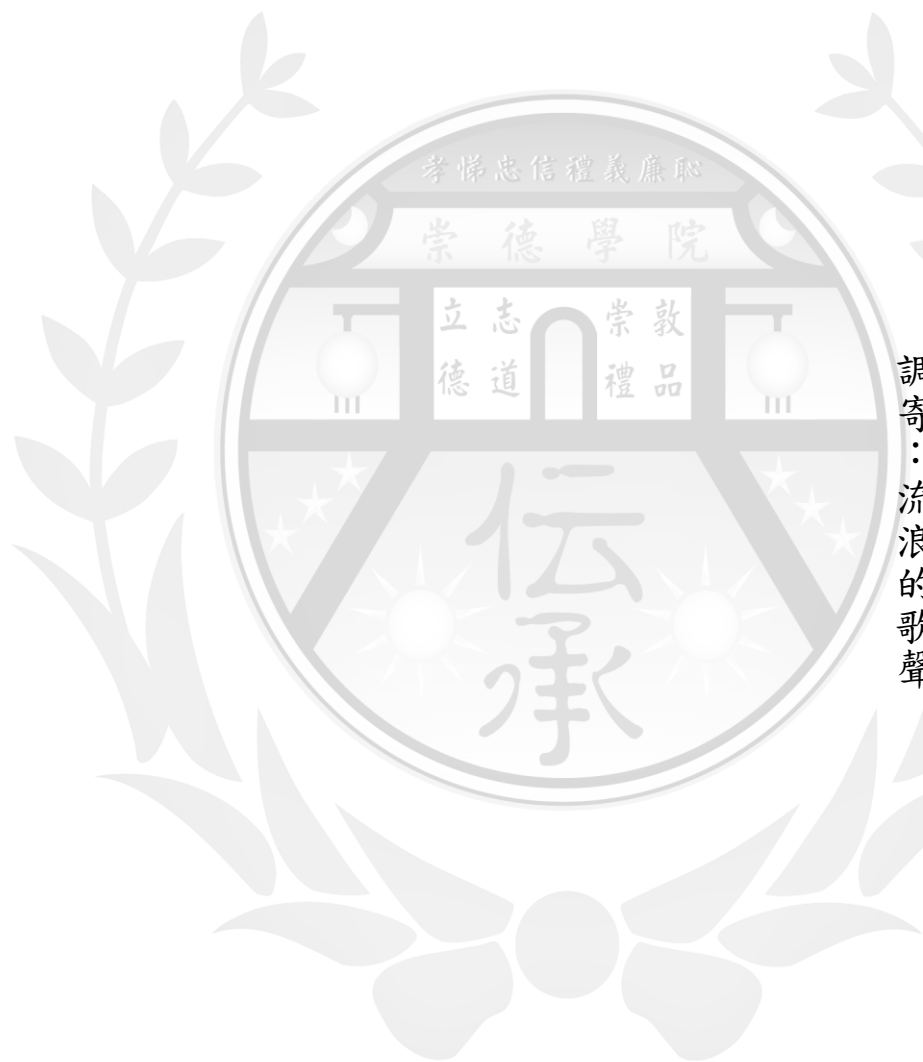 調寄：流浪的歌聲
孝悌忠信禮義廉恥
崇德學院
立志 崇敦
德道 禮品
伝承